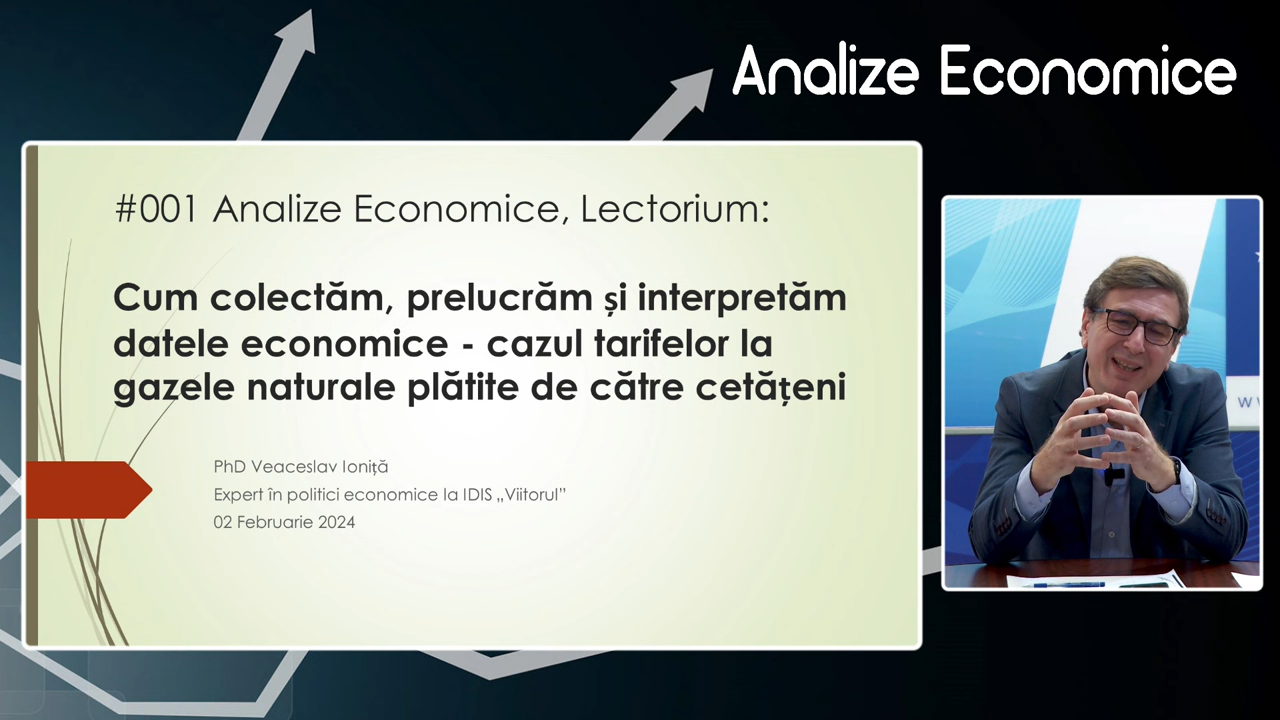 Analize Economice
#001 Analize Economice, Lectorium:
Cum colectăm, prelucrăm și interpretăm
datele economice - cazul tarifelor la
gazele naturale plătite de către cetățeni
PhD Veaceslav Ioniță
Expert în politici economice la IDIS „Viitorul”
02 Februarie 2024